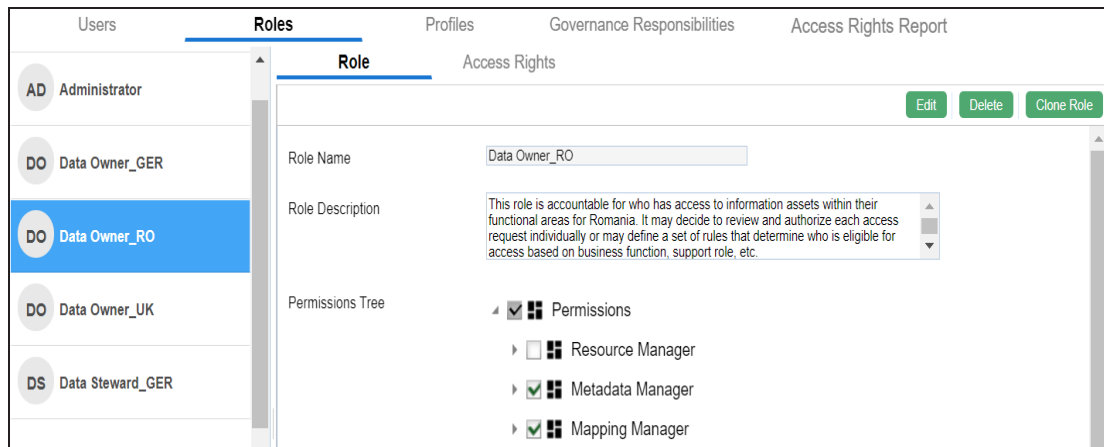 Users Roles Profiles Governance Responsibilities Access Rights Report
Role Access Rights
AD Administrator
Edit Delete Clone Role
DO Data Owner_GER
Role Name Data Owner_RO
DO Data Owner_RO
Role Description
This role is accountable for who has access to information assets within their
functional areas for Romania. It may decide to review and authorize each access
request individually or may define a set of rules that determine who is eligible for
access based on business function, support role, etc.
DO Data Owner_UK
Permissions Tree
Permissions
Resource Manager
DS Data Steward_GER
Metadata Manager
Mapping Manager